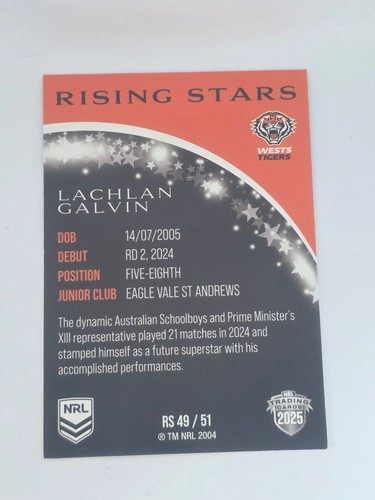 RISING STARS
WESTS
TIGERS
LACHLAN
GALVIN
DOB 14/07/2005
DEBUT RD 2, 2024
POSITION FIVE-EIGHTH
JUNIOR CLUB EAGLE VALE ST ANDREWS
The dynamic Australian Schoolboys and Prime Minister's
XIII representative played 21 matches in 2024 and
stamped himself as a future superstar with his
accomplished performances.
NRL
RS 49 / 51
® TM NRL 2004
NRL
TRADING
CARDS
2025